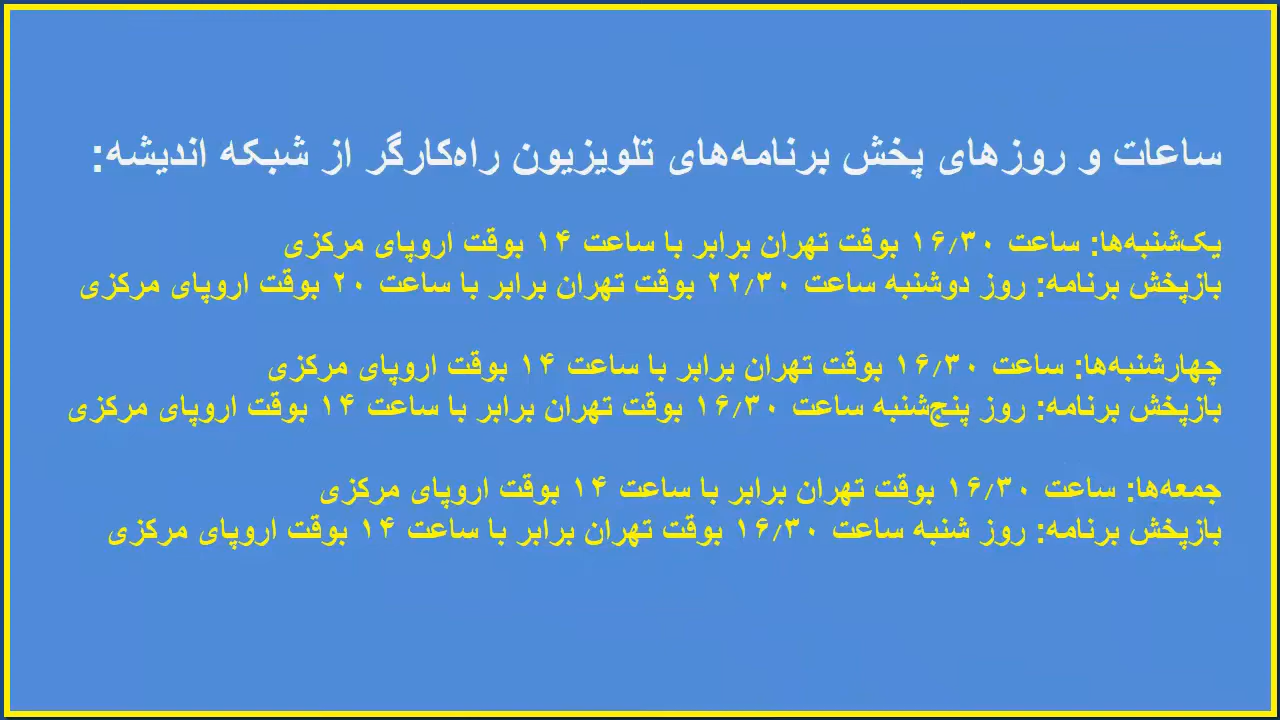 ساعات و روزهای پخش برنامه‌های تلویزیون راه‌کارگر از شبکه اندیشه:
یک‌شنبه‌ها: ساعت ۱۶٫۳۰ بوقت تهران برابر با ساعت ۱۴ بوقت اروپای مرکزی
بازپخش برنامه: روز دوشنبه ساعت ۲۲٫۳۰ بوقت تهران برابر با ساعت ۲۰ بوقت اروپای مرکزی
چهارشنبه‌ها: ساعت ۱۶٫۳۰ بوقت تهران برابر با ساعت ۱۴ بوقت اروپای مرکزی
بازپخش برنامه: روز پنج‌شنبه ساعت ۱۶٫۳۰ بوقت تهران برابر با ساعت ۱۴ بوقت اروپای مرکزی
جمعه‌ها: ساعت ۱۶٫۳۰ بوقت تهران برابر با ساعت ۱۴ بوقت اروپای مرکزی
بازپخش برنامه: روز شنبه ساعت ۱۶٫۳۰ بوقت تهران برابر با ساعت ۱۴ بوقت اروپای مرکزی